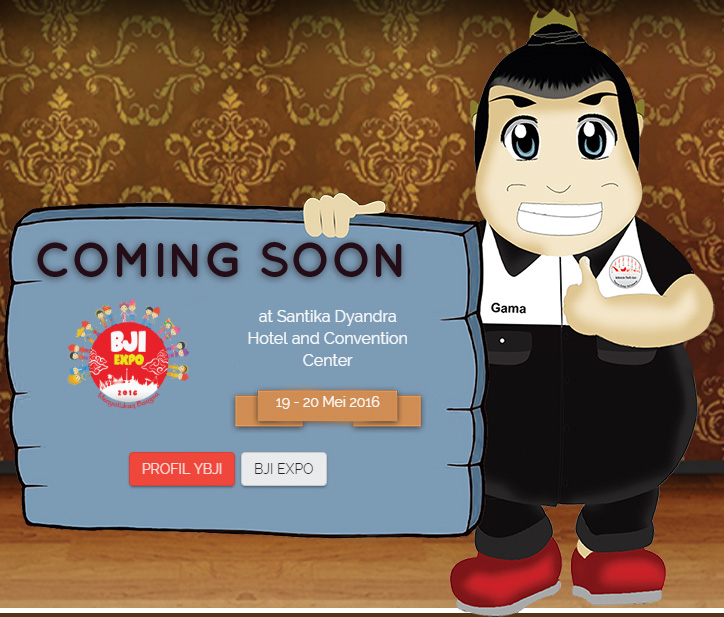 COMING SOON
BJI
EXPO
2016
at Santika Dyandra
Hotel and Convention
Center
19 - 20 Mei 2016
PROFIL YBJI
BJI EXPO
Gama